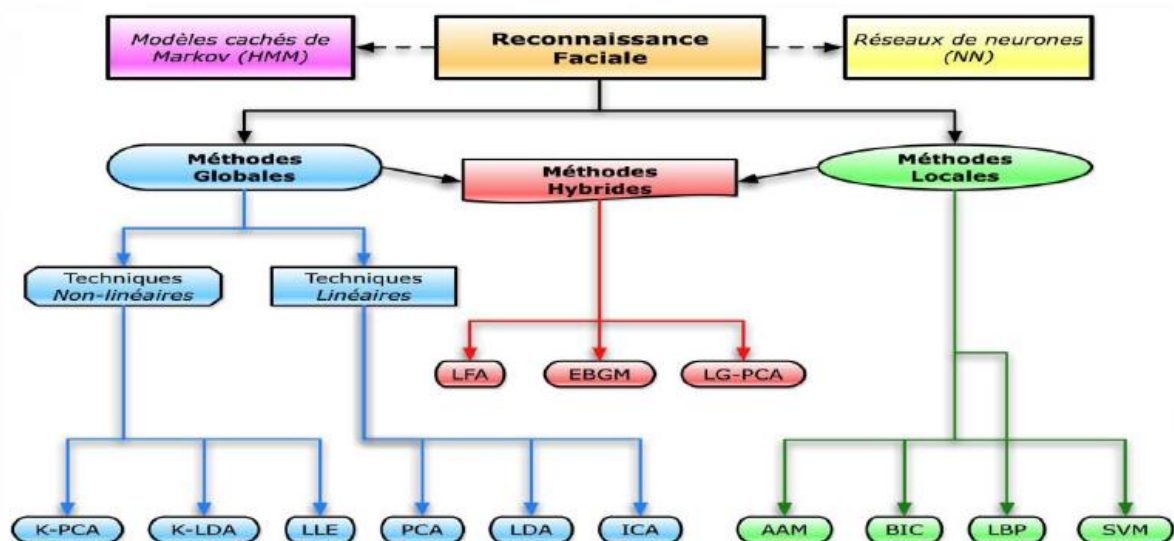 Modèles cachés de
Markov (HMM)
Reconnaissance
Faciale
Réseaux de neurones
(NN)
Méthodes
Globales
Méthodes
Hybrides
Méthodes
Locales
Techniques
Non-linéaires
Techniques
Linéaires
LFA
EBGM
LG-PCA
K-PCA
K-LDA
LLE
PCA
LDA
ICA
AAM
BIC
LBP
SVM